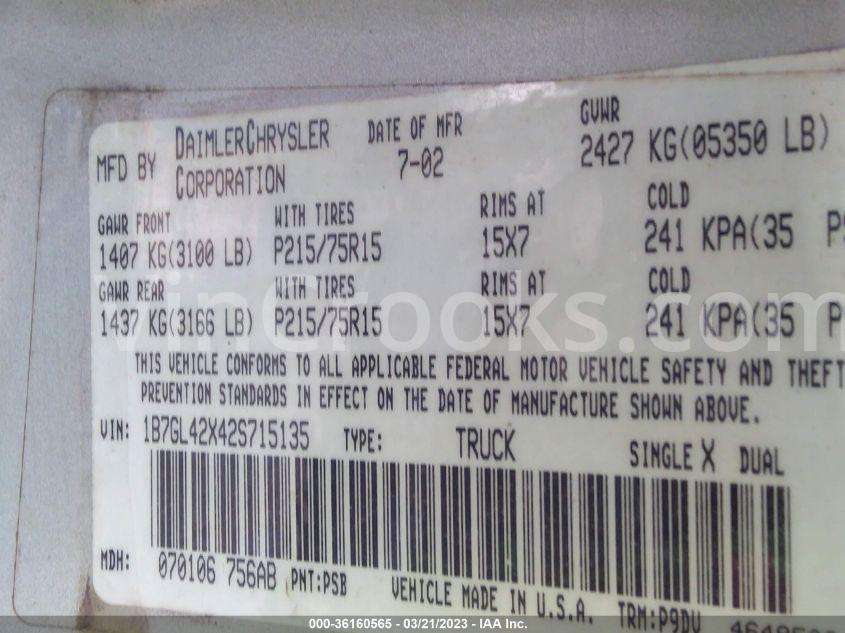 MFD BY DAIMLERCHRYSLER CORPORATION
DATE OF MFR 7-02
GVWR 2427 KG(05350 LB)
GAWR FRONT WITH TIRES RIMS AT COLD
1407 KG(3100 LB) P215/75R15 15X7 241 KPA(35 PS
GAWR REAR WITH TIRES RIMS AT COLD
1437 KG(3166 LB) P215/75R15 15X7 241 KPA(35 P
vinCrooks.com
THIS VEHICLE CONFORMS TO ALL APPLICABLE FEDERAL MOTOR VEHICLE SAFETY AND THEFT
PREVENTION STANDARDS IN EFFECT ON THE DATE OF MANUFACTURE SHOWN ABOVE.
VIN: 1B7GL42X42S715135 TYPE: TRUCK SINGLE X DUAL
MDH: 070106 756AB PNT:PSB VEHICLE MADE IN U.S.A. TRM:P9DV
000-36160565 - 03/21/2023 - IAA Inc.